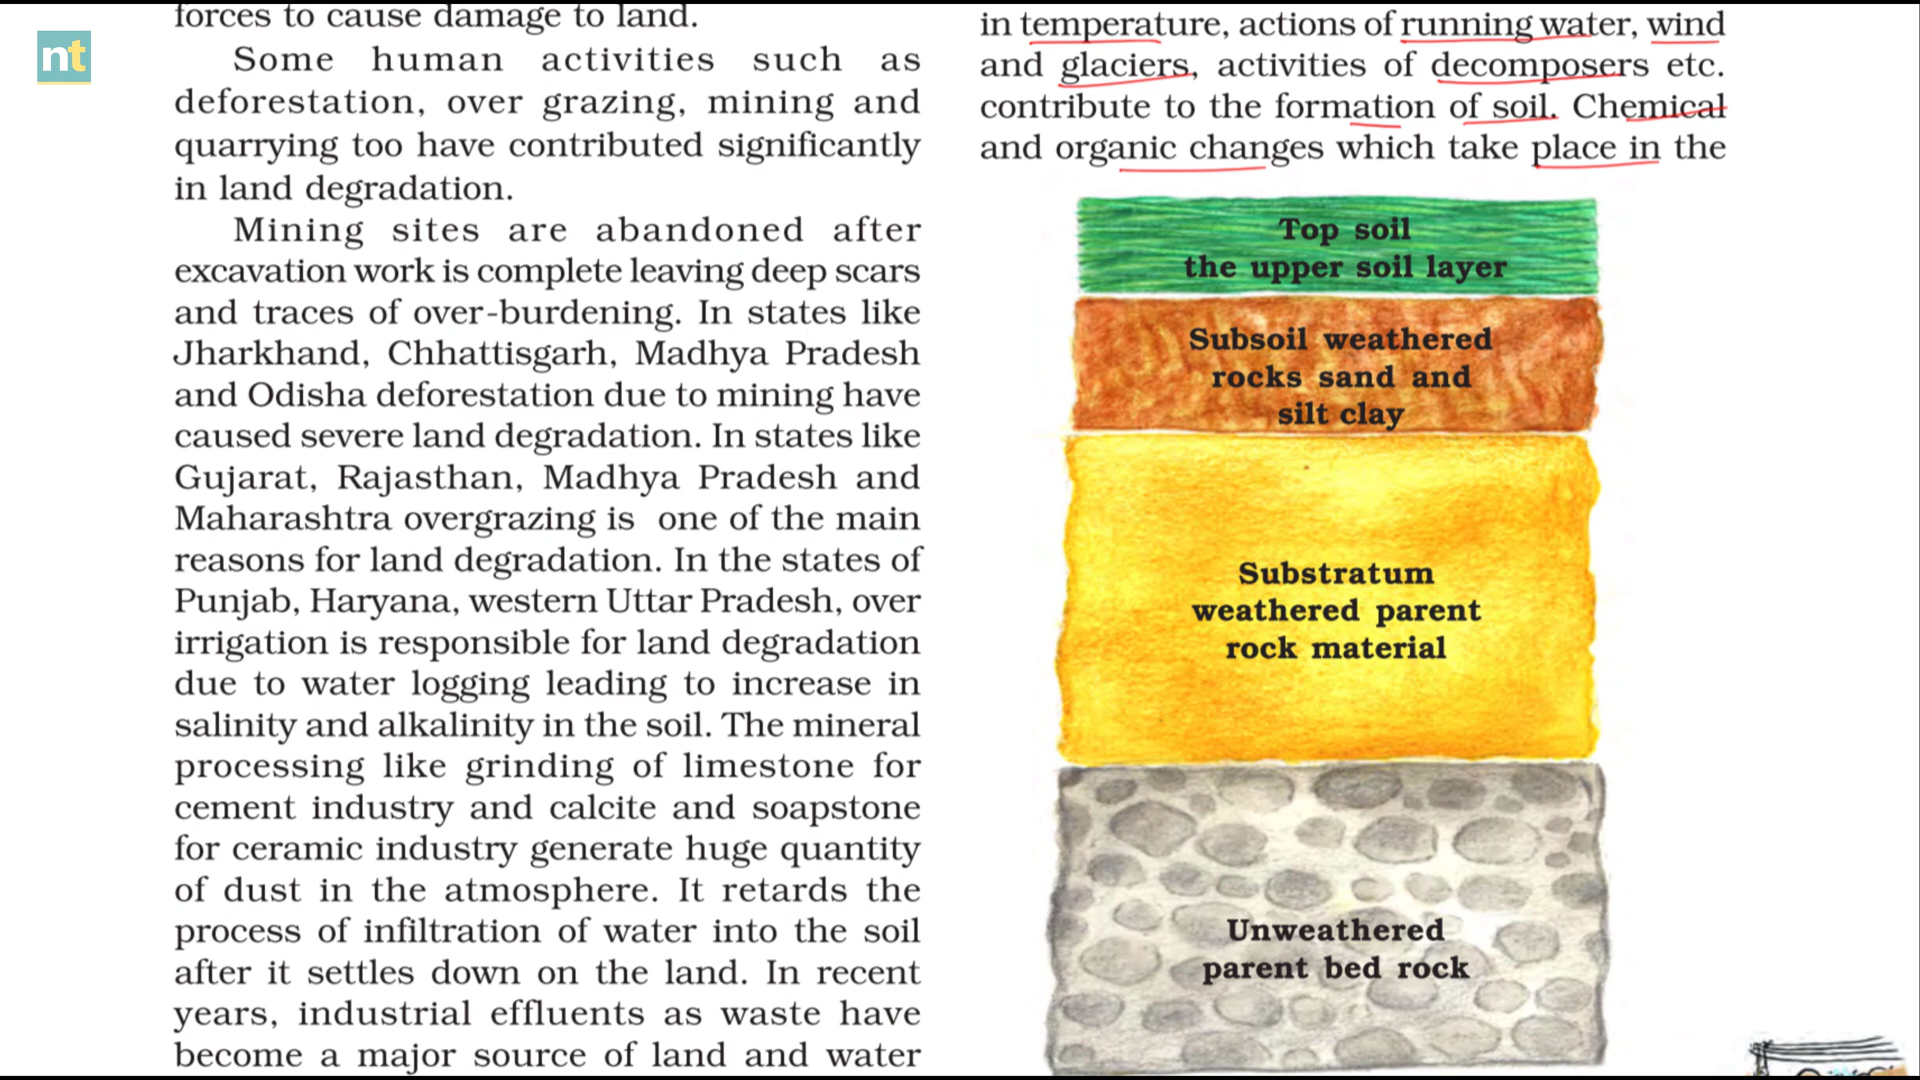 nt
forces to cause damage to land.
Some human activities such as
deforestation, over grazing, mining and
quarrying too have contributed significantly
in land degradation.
Mining sites are abandoned after
excavation work is complete leaving deep scars
and traces of over-burdening. In states like
Jharkhand, Chhattisgarh, Madhya Pradesh
and Odisha deforestation due to mining have
caused severe land degradation. In states like
Gujarat, Rajasthan, Madhya Pradesh and
Maharashtra overgrazing is one of the main
reasons for land degradation. In the states of
Punjab, Haryana, western Uttar Pradesh, over
irrigation is responsible for land degradation
due to water logging leading to increase in
salinity and alkalinity in the soil. The mineral
processing like grinding of limestone for
cement industry and calcite and soapstone
for ceramic industry generate huge quantity
of dust in the atmosphere. It retards the
process of infiltration of water into the soil
after it settles down on the land. In recent
years, industrial effluents as waste have
become a major source of land and water
in temperature, actions of running water, wind
and glaciers, activities of decomposers etc.
contribute to the formation of soil. Chemical
and organic changes which take place in the
Top soil
the upper soil layer
Subsoil weathered
rocks sand and
silt clay
Substratum
weathered parent
rock material
Unweathered
parent bed rock